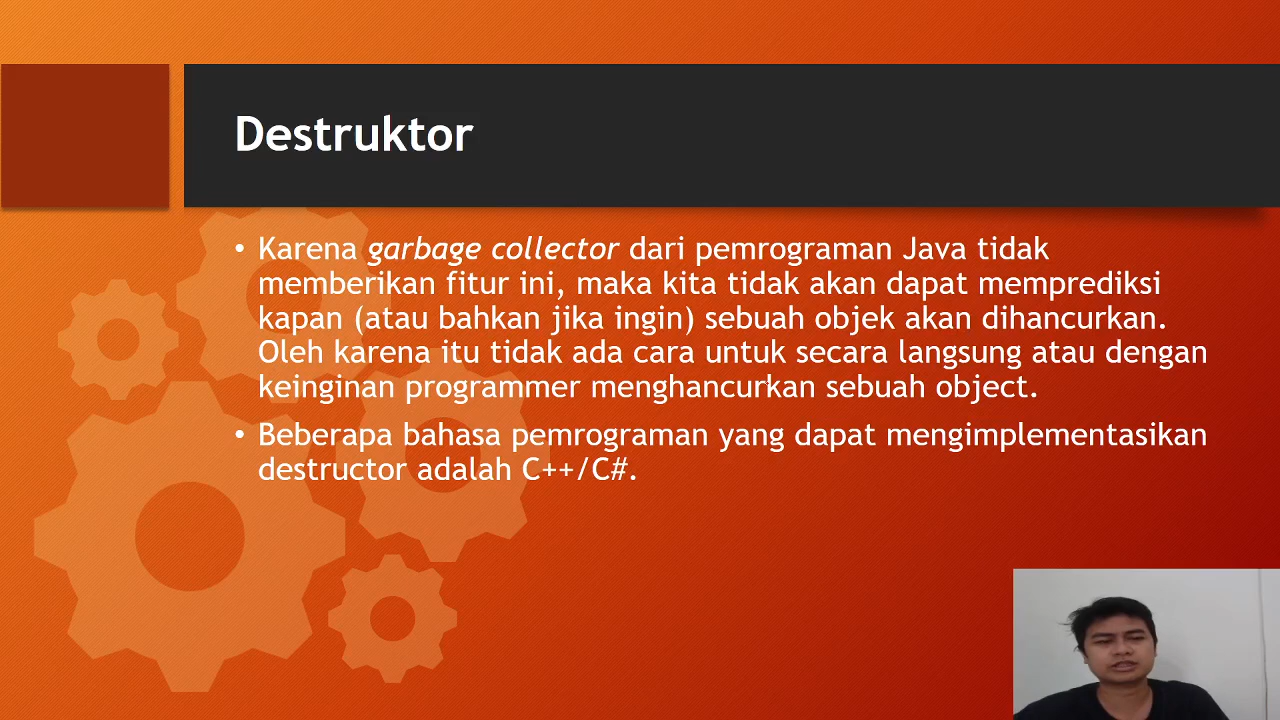 Destruktor
• Karena garbage collector dari pemrograman Java tidak
memberikan fitur ini, maka kita tidak akan dapat memprediksi
kapan (atau bahkan jika ingin) sebuah objek akan dihancurkan.
Oleh karena itu tidak ada cara untuk secara langsung atau dengan
keinginan programmer menghancurkan sebuah object.
• Beberapa bahasa pemrograman yang dapat mengimplementasikan
destructor adalah C++/C#.